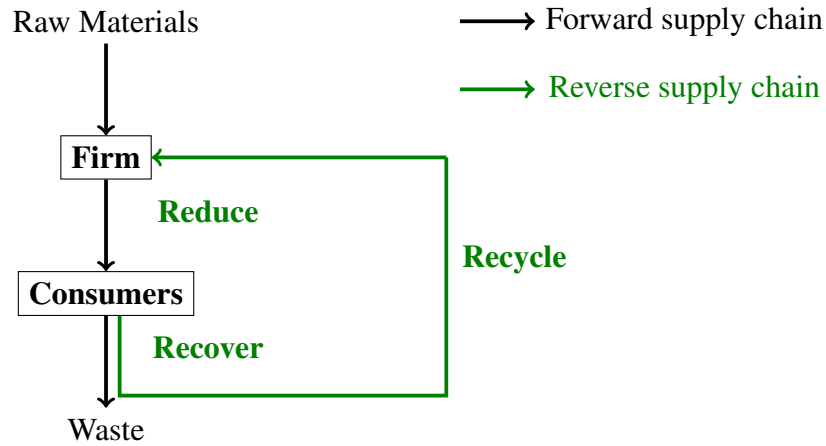 Raw Materials
Forward supply chain
Reverse supply chain
Firm
Reduce
Recycle
Consumers
Recover
Waste